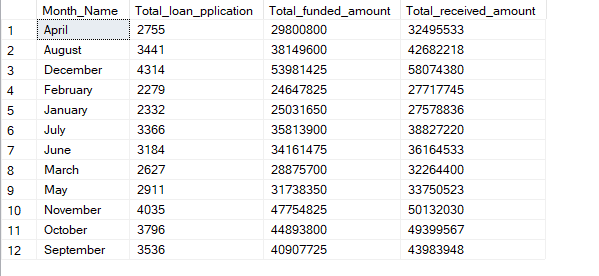 Month_Name Total_loan_pplication Total_funded_amount Total_received_amount
1 April 2755 29800800 32495533
2 August 3441 38149600 42682218
3 December 4314 53981425 58074380
4 February 2279 24647825 27717745
5 January 2332 25031650 27578836
6 July 3366 35813900 38827220
7 June 3184 34161475 36164533
8 March 2627 28875700 32264400
9 May 2911 31738350 33750523
10 November 4035 47754825 50132030
11 October 3796 44893800 49399567
12 September 3536 40907725 43983948